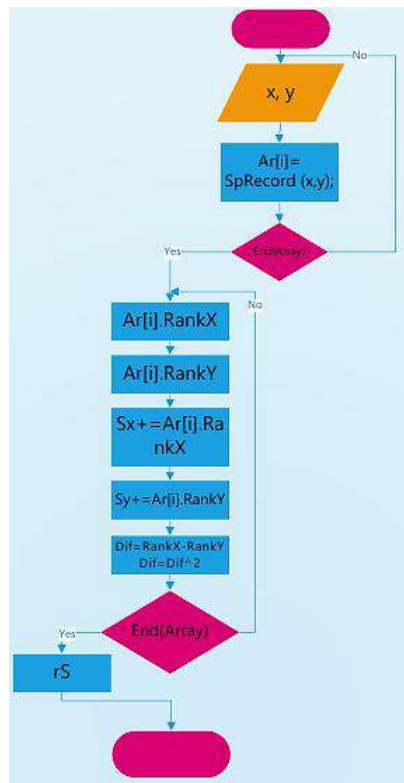 No
x, y
Ar[i]=
SpRecord (x,y);
End(Array)
Yes
No
Ar[i].RankX
Ar[i].RankY
Sx+=Ar[i].Ra
nkX
Sy+=Ar[i].RankY
Dif=RankX-RankY
Dif=Dif^2
End(Array)
Yes
rS